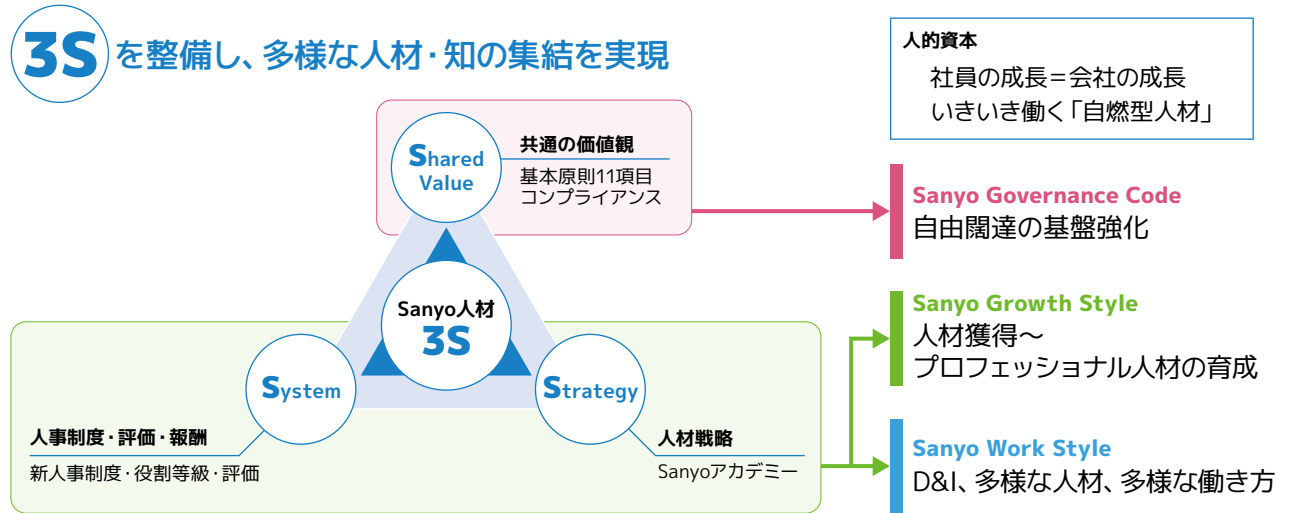 3Sを整備し、多様な人材・知の集結を実現
人的資本
社員の成長＝会社の成長
いきいき働く「自燃型人材」
Shared
Value
共通の価値観
基本原則11項目
コンプライアンス
Sanyo Governance Code
自由闊達の基盤強化
Sanyo人材
3S
Sanyo Growth Style
人材獲得～
プロフェッショナル人材の育成
System
Strategy
人事制度・評価・報酬
新人事制度・役割等級・評価
人材戦略
Sanyoアカデミー
Sanyo Work Style
D&I、多様な人材、多様な働き方